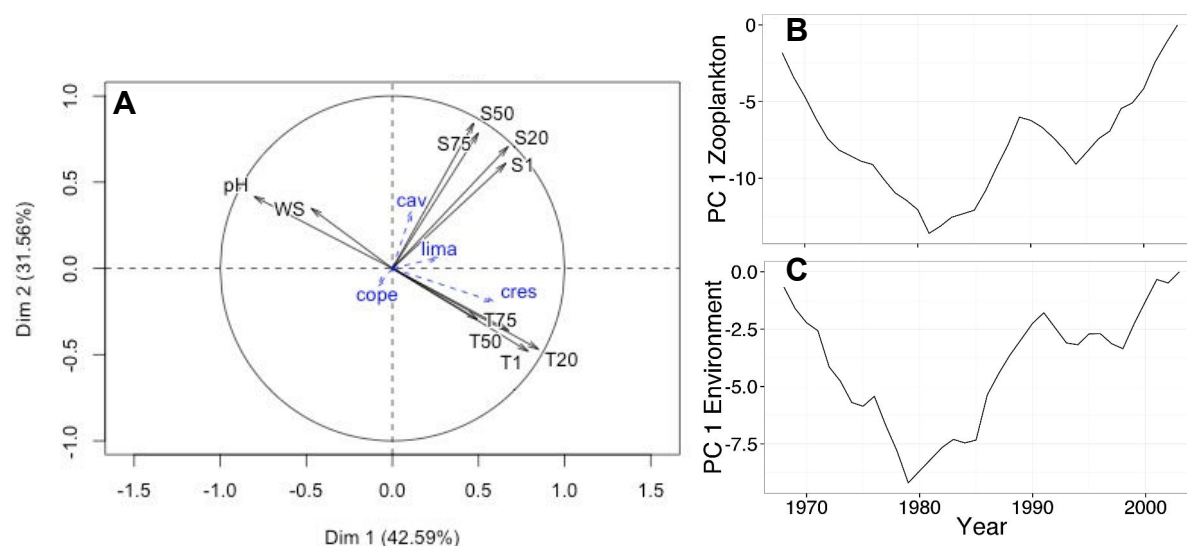 A
1.0
0.5
0.0
-0.5
-1.0
Dim 2 (31.56%)
-1.5 -1.0 -0.5 0.0 0.5 1.0 1.5
Dim 1 (42.59%)
S50
S75
S20
S1
pH
WS
cav
lima
cope
cres
T75
T50
T1
T20
B
0
-5
-10
PC 1 Zooplankton
C
0.0
-2.5
-5.0
-7.5
PC 1 Environment
1970 1980 1990 2000
Year